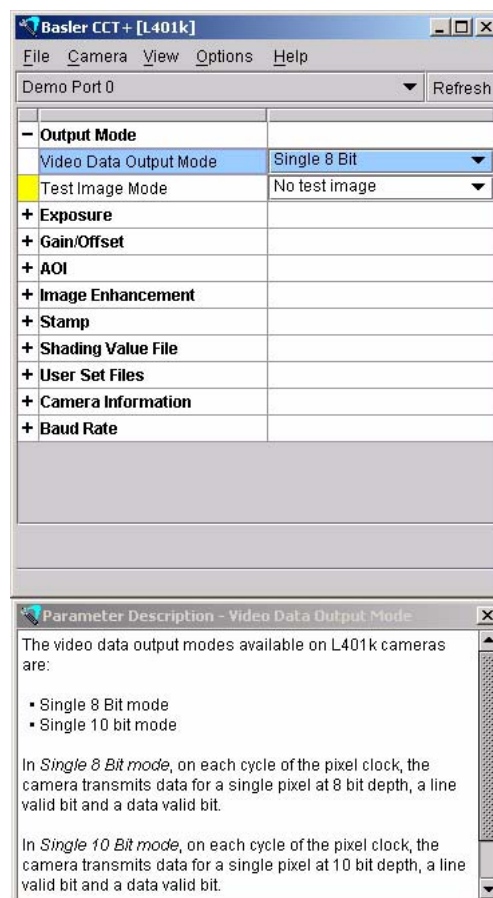 Basler CCT+ [L401k]
File Camera View Options Help
Demo Port 0 Refresh
− Output Mode
Video Data Output Mode Single 8 Bit
Test Image Mode No test image
+ Exposure
+ Gain/Offset
+ AOI
+ Image Enhancement
+ Stamp
+ Shading Value File
+ User Set Files
+ Camera Information
+ Baud Rate
Parameter Description - Video Data Output Mode
The video data output modes available on L401k cameras
are:
▪ Single 8 Bit mode
▪ Single 10 bit mode
In Single 8 Bit mode, on each cycle of the pixel clock, the
camera transmits data for a single pixel at 8 bit depth, a line
valid bit and a data valid bit.
In Single 10 Bit mode, on each cycle of the pixel clock, the
camera transmits data for a single pixel at 10 bit depth, a line
valid bit and a data valid bit.